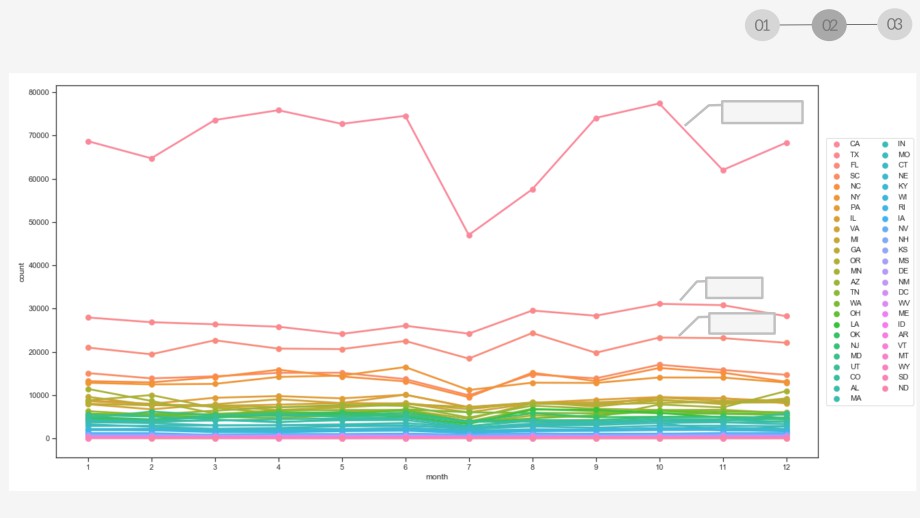 01 02 03
80000
70000
60000
50000
40000
30000
20000
10000
0
count
1 2 3 4 5 6 7 8 9 10 11 12
month
CA
TX
FL
SC
NC
NY
PA
IL
VA
MI
GA
OR
MN
AZ
TN
WA
OH
LA
OK
NJ
MD
UT
CO
AL
MA
IN
MO
CT
NE
KY
WI
RI
IA
NV
NH
KS
MS
DE
NM
DC
WV
ME
ID
AR
VT
MT
WY
SD
ND